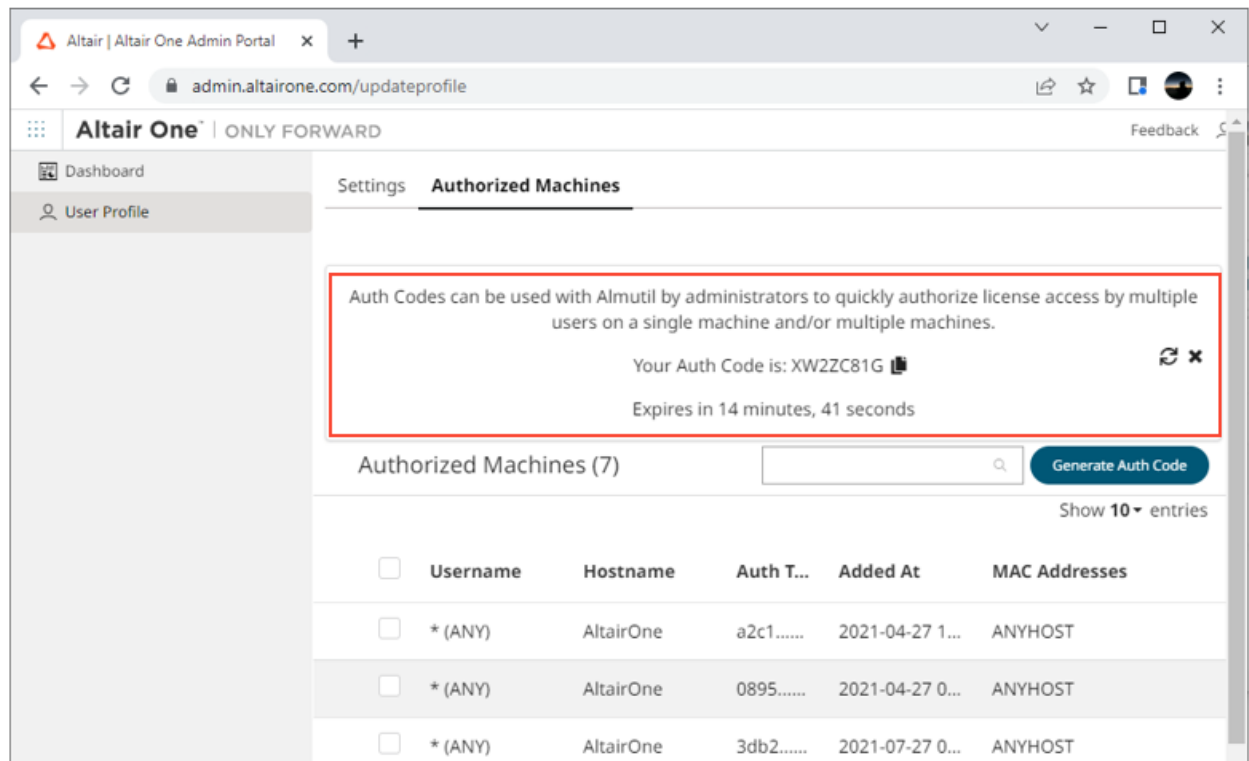 Altair | Altair One Admin Portal
admin.altairone.com/updateprofile
Altair One™ | ONLY FORWARD
Feedback
Dashboard
User Profile
Settings Authorized Machines
Auth Codes can be used with Almutil by administrators to quickly authorize license access by multiple
users on a single machine and/or multiple machines.
Your Auth Code is: XW2ZC81G
Expires in 14 minutes, 41 seconds
Authorized Machines (7)
Generate Auth Code
Show 10 entries
Username Hostname Auth T... Added At MAC Addresses
* (ANY) AltairOne a2c1...... 2021-04-27 1... ANYHOST
* (ANY) AltairOne 0895...... 2021-04-27 0... ANYHOST
* (ANY) AltairOne 3db2...... 2021-07-27 0... ANYHOST